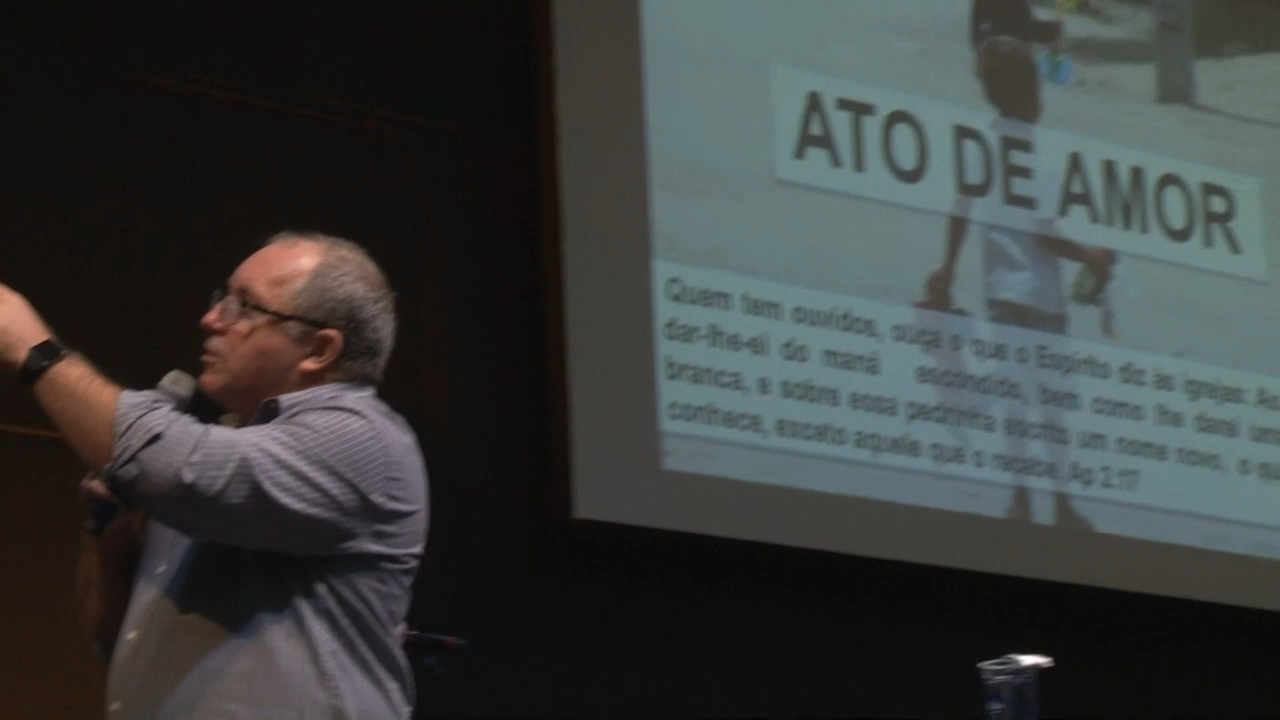 ATO DE AMOR
Quem tem ouvidos, ouça o que o Espírito diz às igrejas: Ao
dar-lhe-ei do maná escondido, bem como lhe darei uma
branca, e sobre essa pedrinha escrito um nome novo, o
conhece, exceto aquele que o recebe. Ap 2:17